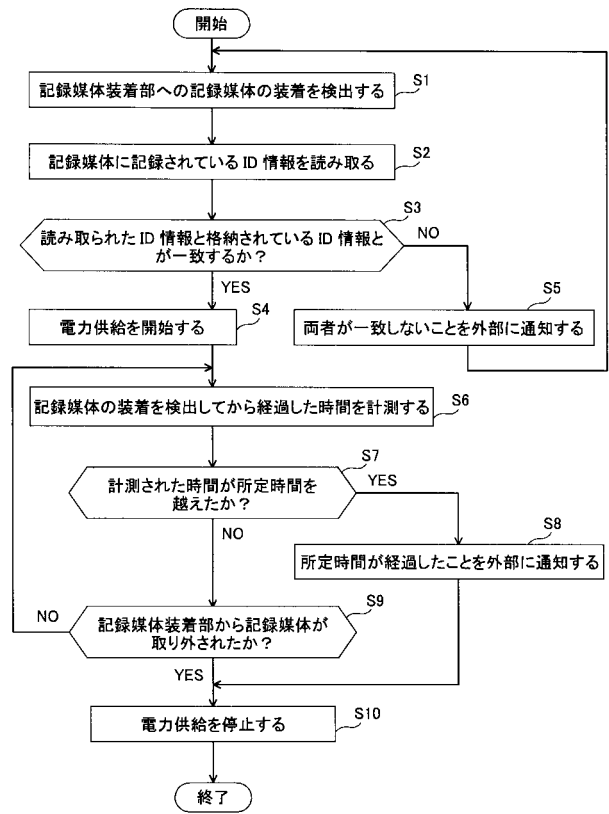 開始
記録媒体装着部への記録媒体の装着を検出する
S1
記録媒体に記録されている ID 情報を読み取る
S2
読み取られた ID 情報と格納されている ID 情報と
が一致するか？
S3
NO
YES
電力供給を開始する
S4
両者が一致しないことを外部に通知する
S5
記録媒体の装着を検出してから経過した時間を計測する
S6
計測された時間が所定時間を
越えたか？
S7
YES
NO
所定時間が経過したことを外部に通知する
S8
記録媒体装着部から記録媒体が
取り外されたか？
S9
NO
YES
電力供給を停止する
S10
終了